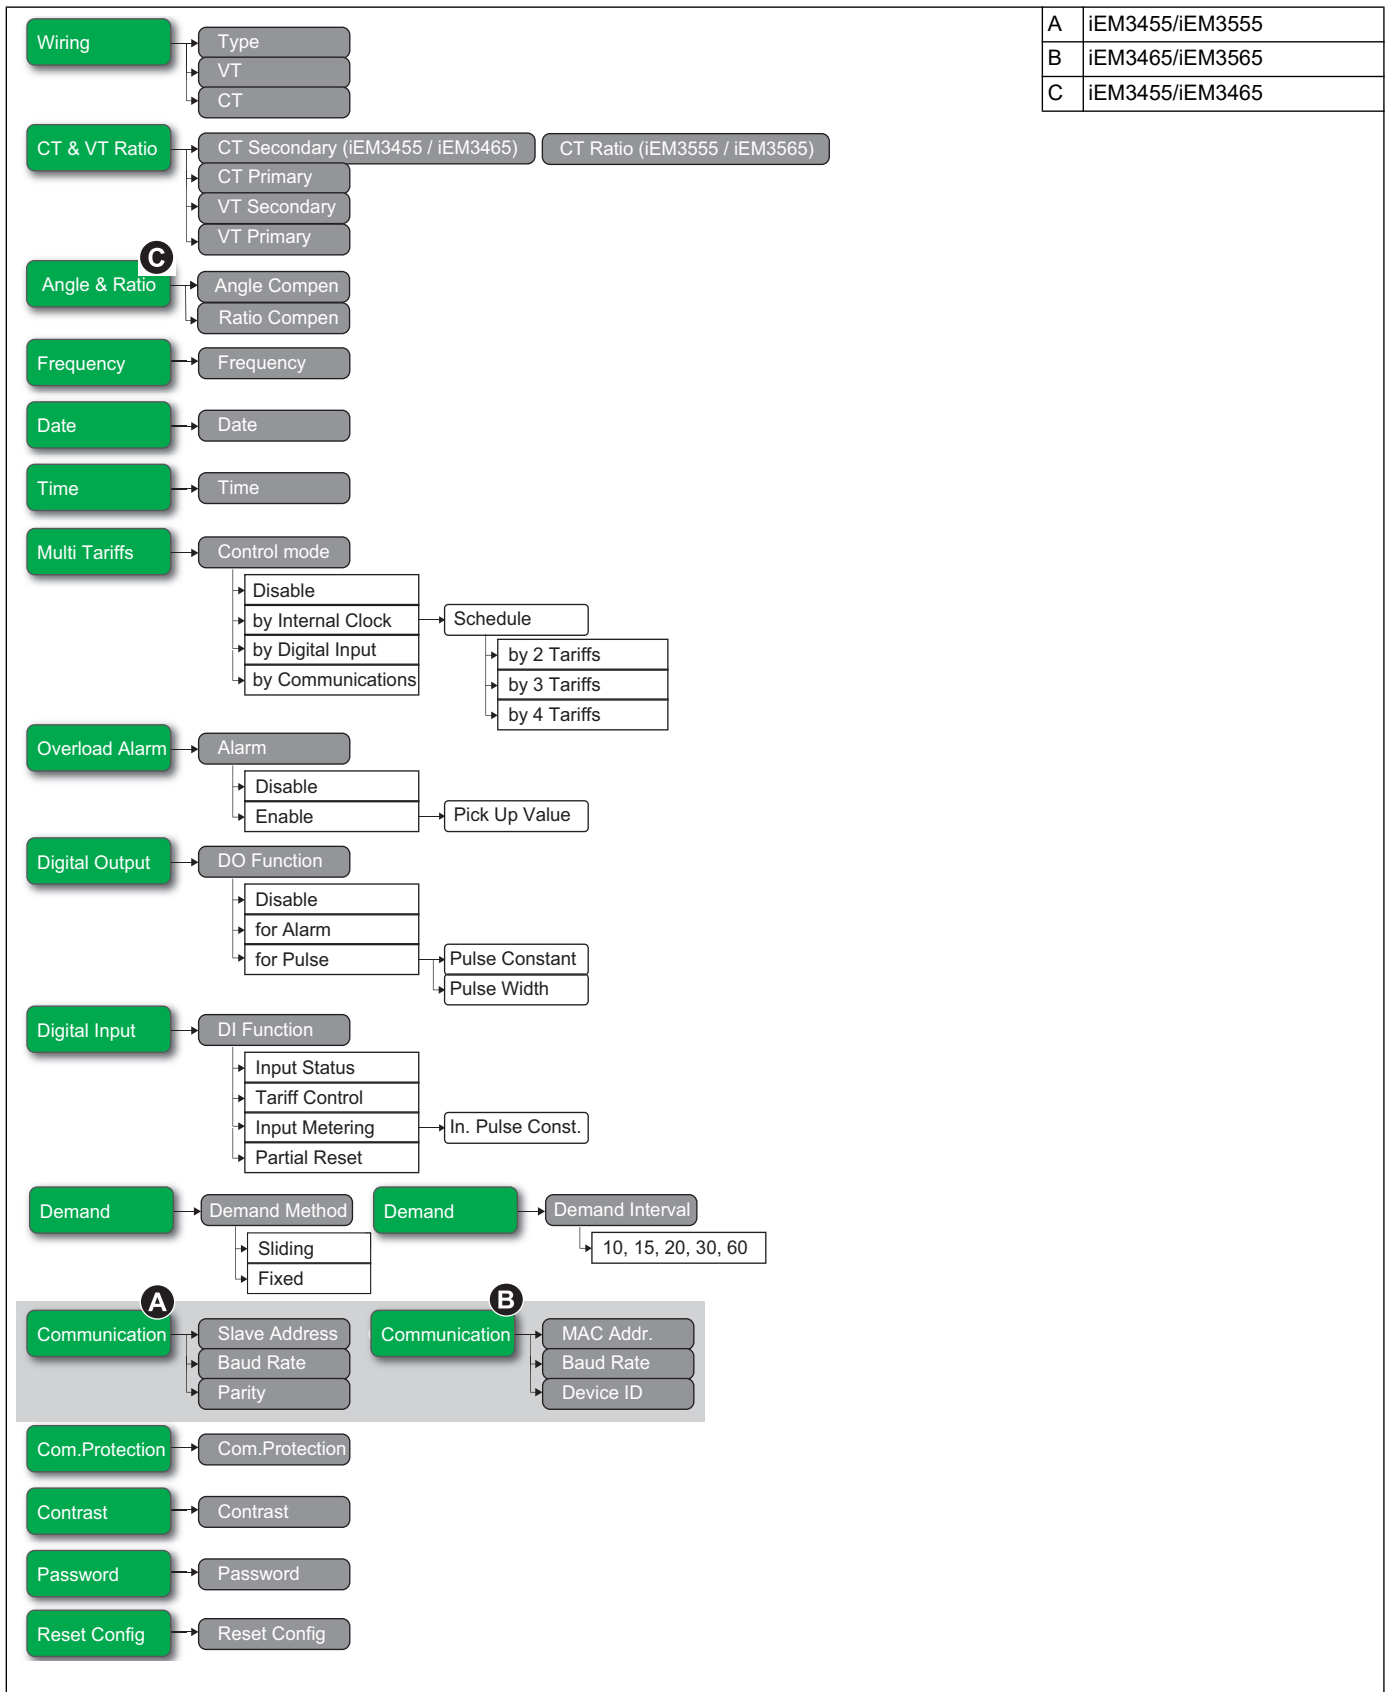 A iEM3455/iEM3555
B iEM3465/iEM3565
C iEM3455/iEM3465
Wiring
Type
VT
CT
CT & VT Ratio
CT Secondary (iEM3455 / iEM3465)
CT Ratio (iEM3555 / iEM3565)
CT Primary
VT Secondary
VT Primary
C
Angle & Ratio
Angle Compen
Ratio Compen
Frequency
Frequency
Date
Date
Time
Time
Multi Tariffs
Control mode
Disable
by Internal Clock
Schedule
by Digital Input
by 2 Tariffs
by Communications
by 3 Tariffs
by 4 Tariffs
Overload Alarm
Alarm
Disable
Enable
Pick Up Value
Digital Output
DO Function
Disable
for Alarm
for Pulse
Pulse Constant
Pulse Width
Digital Input
DI Function
Input Status
Tariff Control
Input Metering
In. Pulse Const.
Partial Reset
Demand
Demand Method
Sliding
Fixed
Demand
Demand Interval
10, 15, 20, 30, 60
A
Communication
Slave Address
Baud Rate
Parity
B
Communication
MAC Addr.
Baud Rate
Device ID
Com.Protection
Com.Protection
Contrast
Contrast
Password
Password
Reset Config
Reset Config